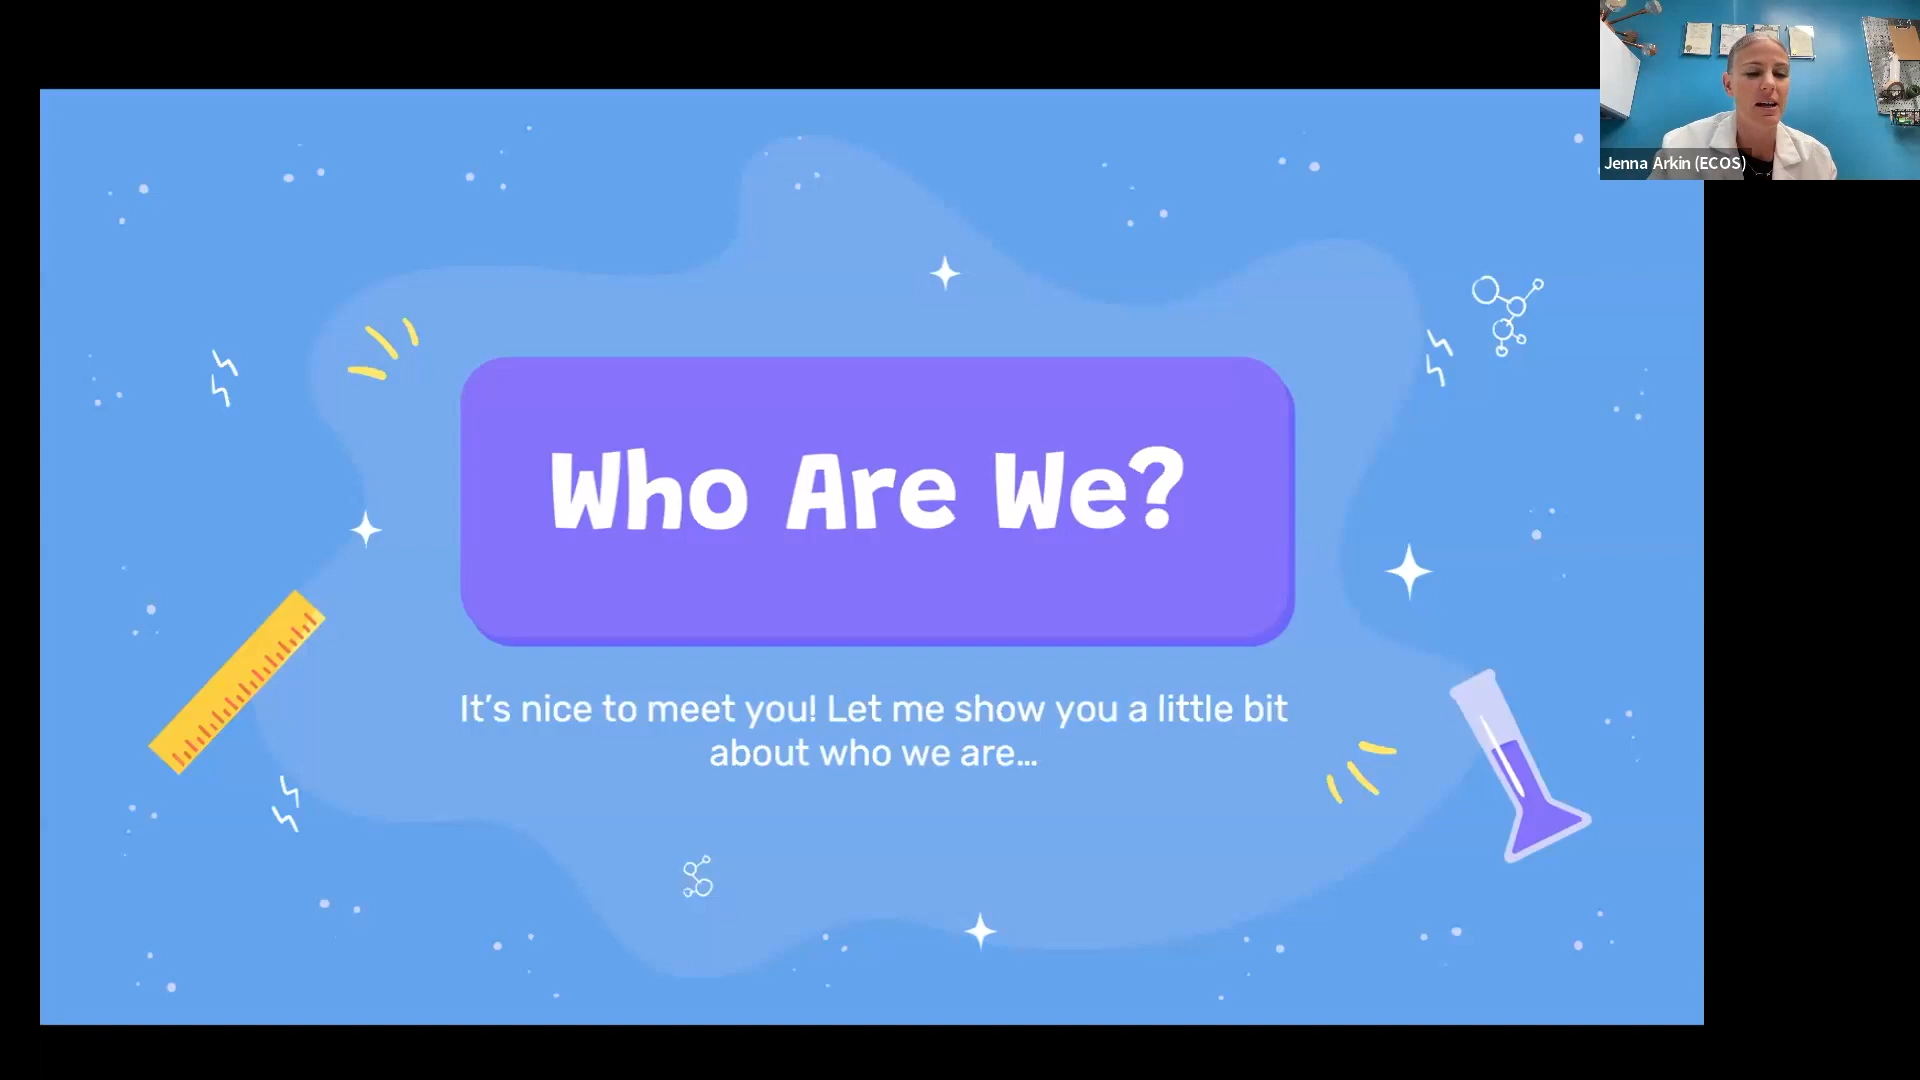 Jenna Arkin (ECOS)
Who Are We?
It’s nice to meet you! Let me show you a little bit
about who we are...